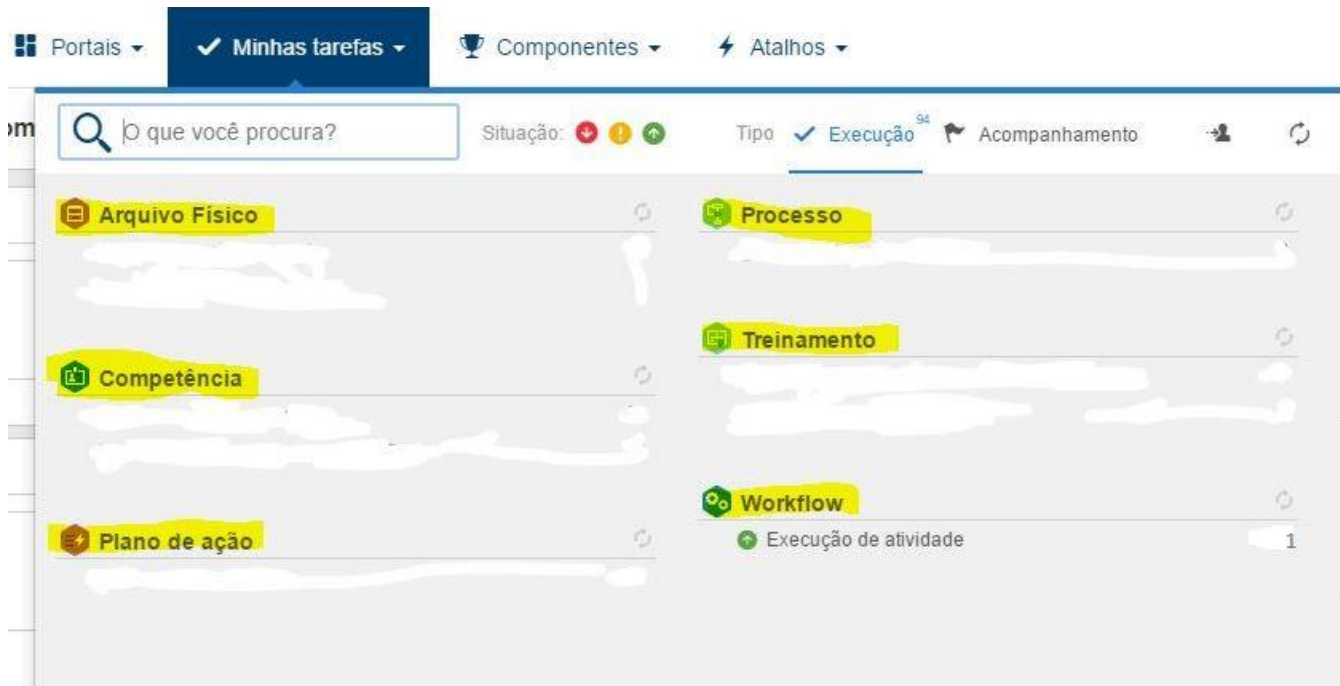 Portais Minhas tarefas Componentes Atalhos
om
O que você procura? Situação: Tipo Execução 94 Acompanhamento
Arquivo Físico
Competência
Plano de ação
Processo
Treinamento
Workflow
Execução de atividade 1